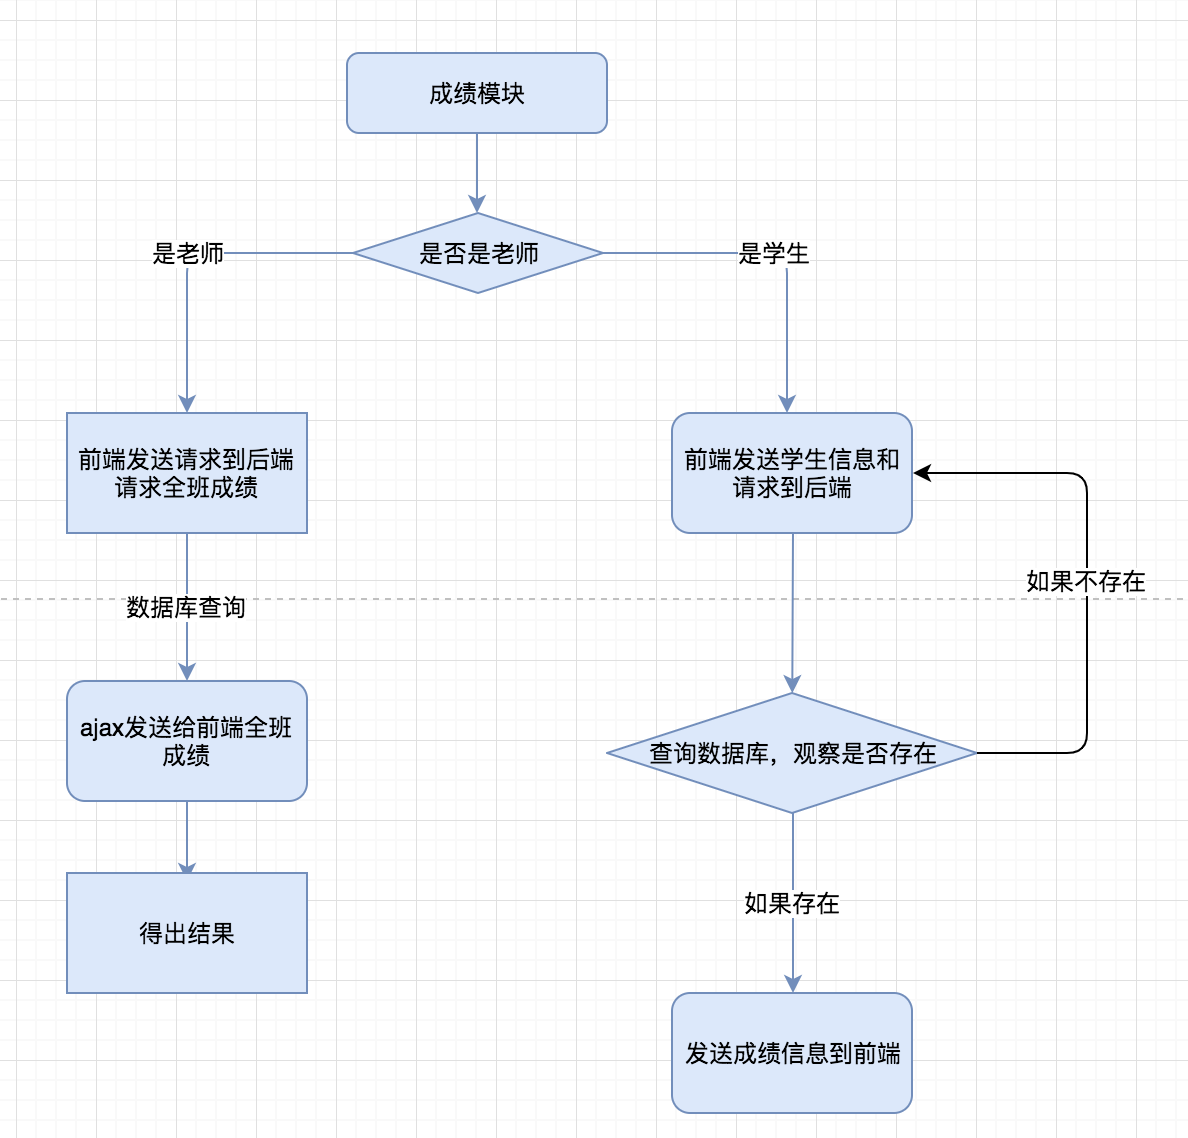 成绩模块
是老师
是否是老师
是学生
前端发送请求到后端
请求全班成绩
前端发送学生信息和
请求到后端
如果不存在
数据库查询
ajax发送给前端全班
成绩
查询数据库，观察是否存在
如果存在
得出结果
发送成绩信息到前端